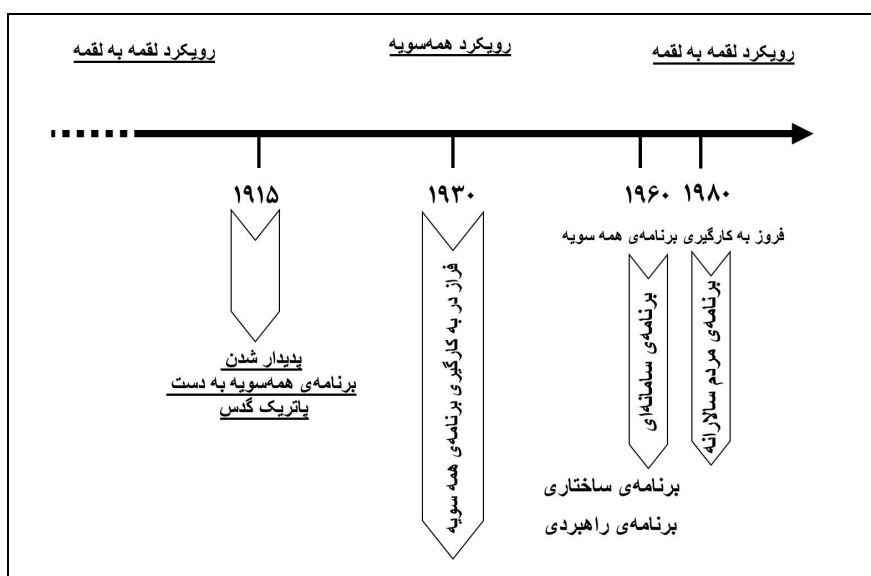 رویکرد لقمه به لقمه
رویکرد همه‌سویه
رویکرد لقمه به لقمه
۱۹۱۵
۱۹۳۰
۱۹۶۰
۱۹۸۰
فروز به کارگیری برنامه‌ی همه سویه
پدیدار شدن
برنامه‌ی همه‌سویه به دست
پاتریک گدس
فراز در به کارگیری برنامه‌ی همه سویه
برنامه‌ی سامانه‌ای
برنامه‌ی مردم سالارانه
برنامه‌ی ساختاری
برنامه‌ی راهبردی